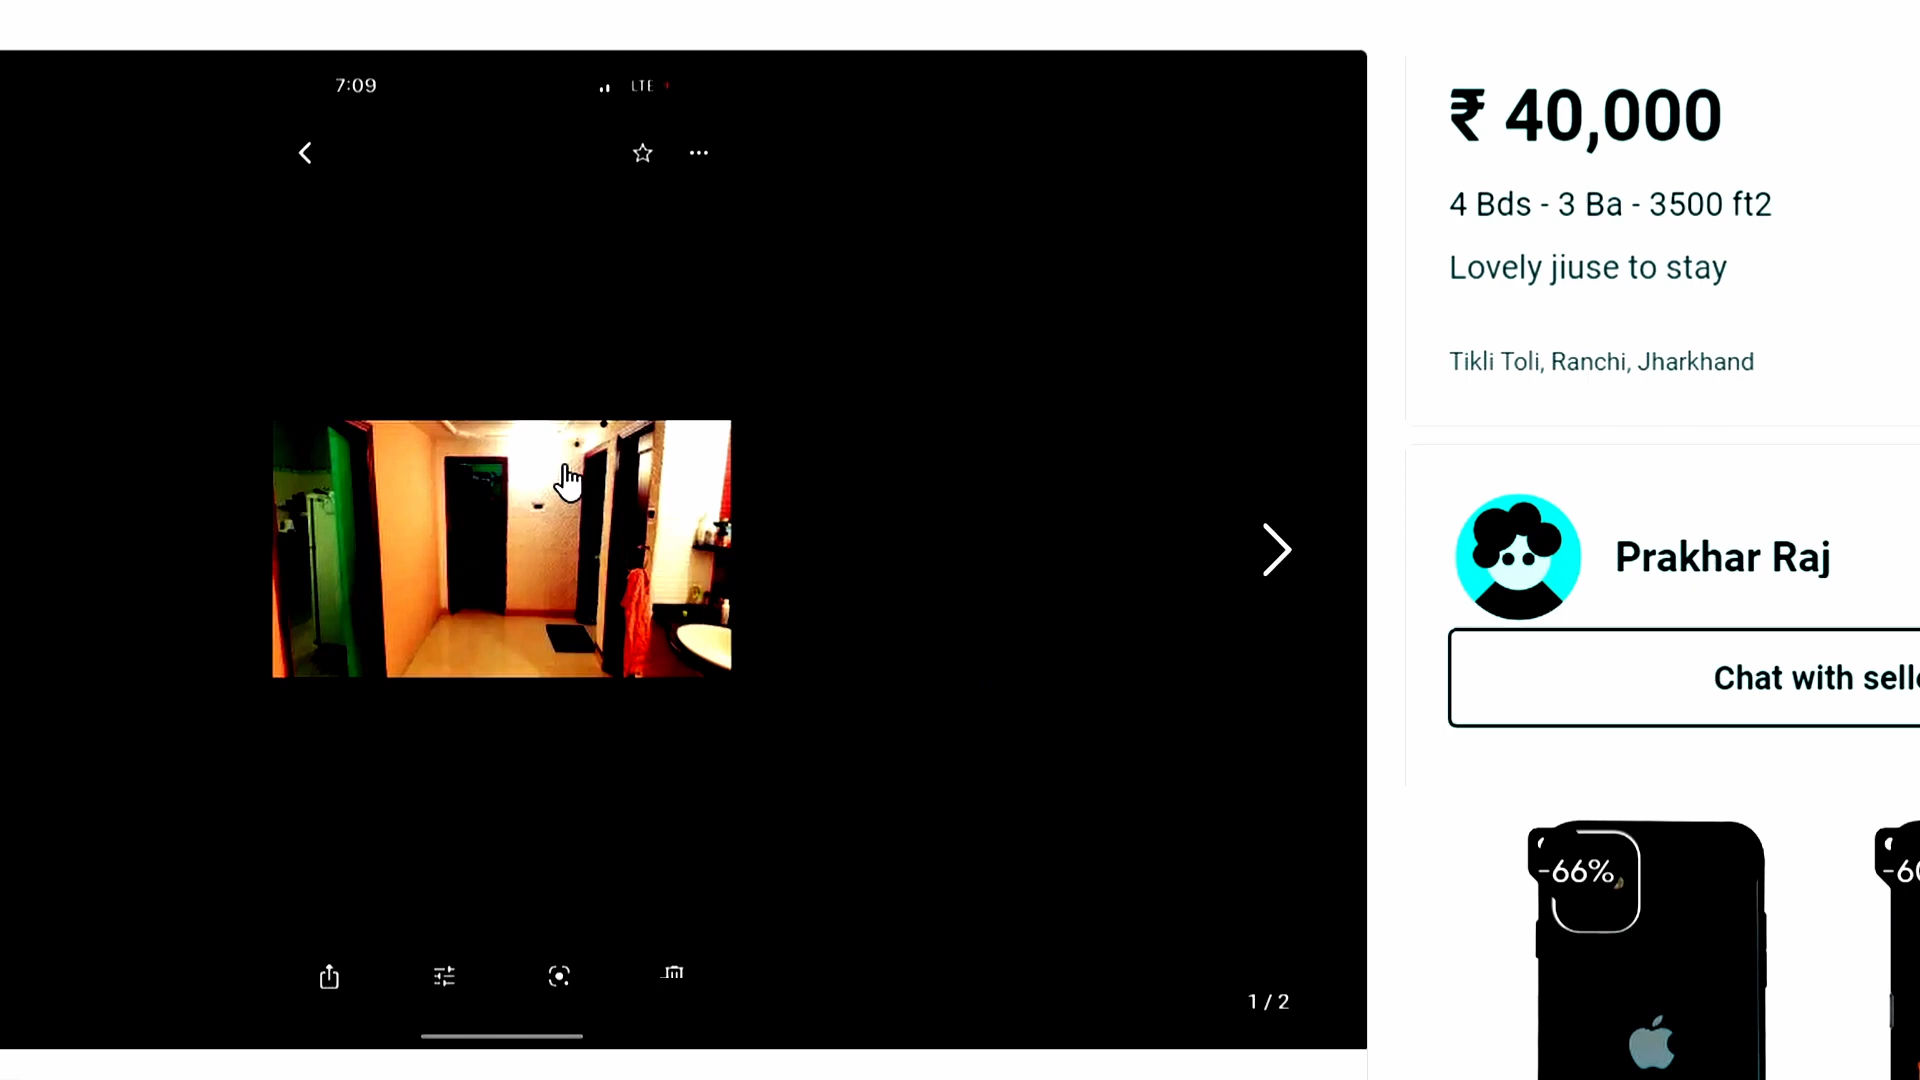 7:09
LTE
₹ 40,000
4 Bds - 3 Ba - 3500 ft2
Lovely jiuse to stay
Tikli Toli, Ranchi, Jharkhand
Prakhar Raj
Chat with
-66%
1 / 2